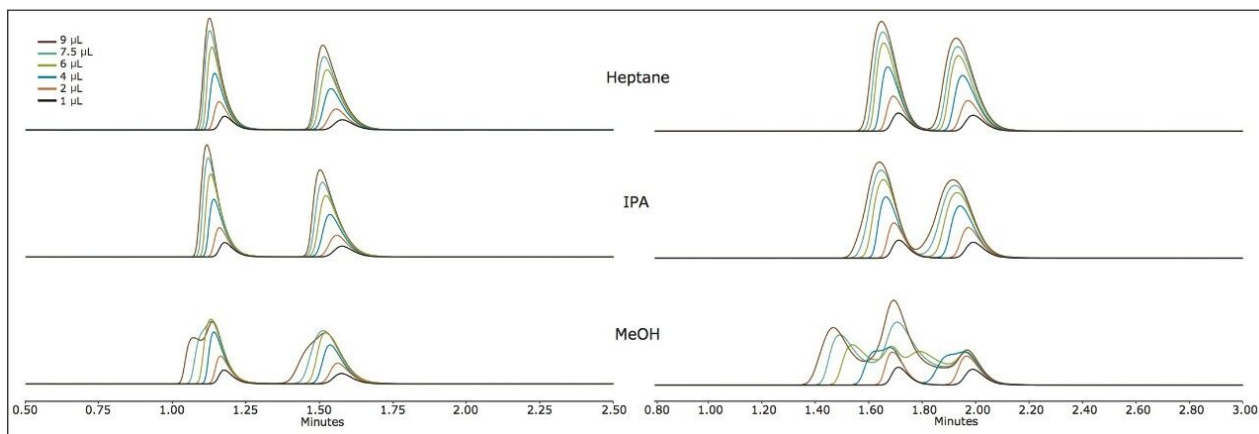 9 µL
7.5 µL
6 µL
4 µL
2 µL
1 µL
Heptane
IPA
MeOH
0.50 0.75 1.00 1.25 1.50 1.75 2.00 2.25 2.50
Minutes
0.80 1.00 1.20 1.40 1.60 1.80 2.00 2.20 2.40 2.60 2.80 3.00
Minutes